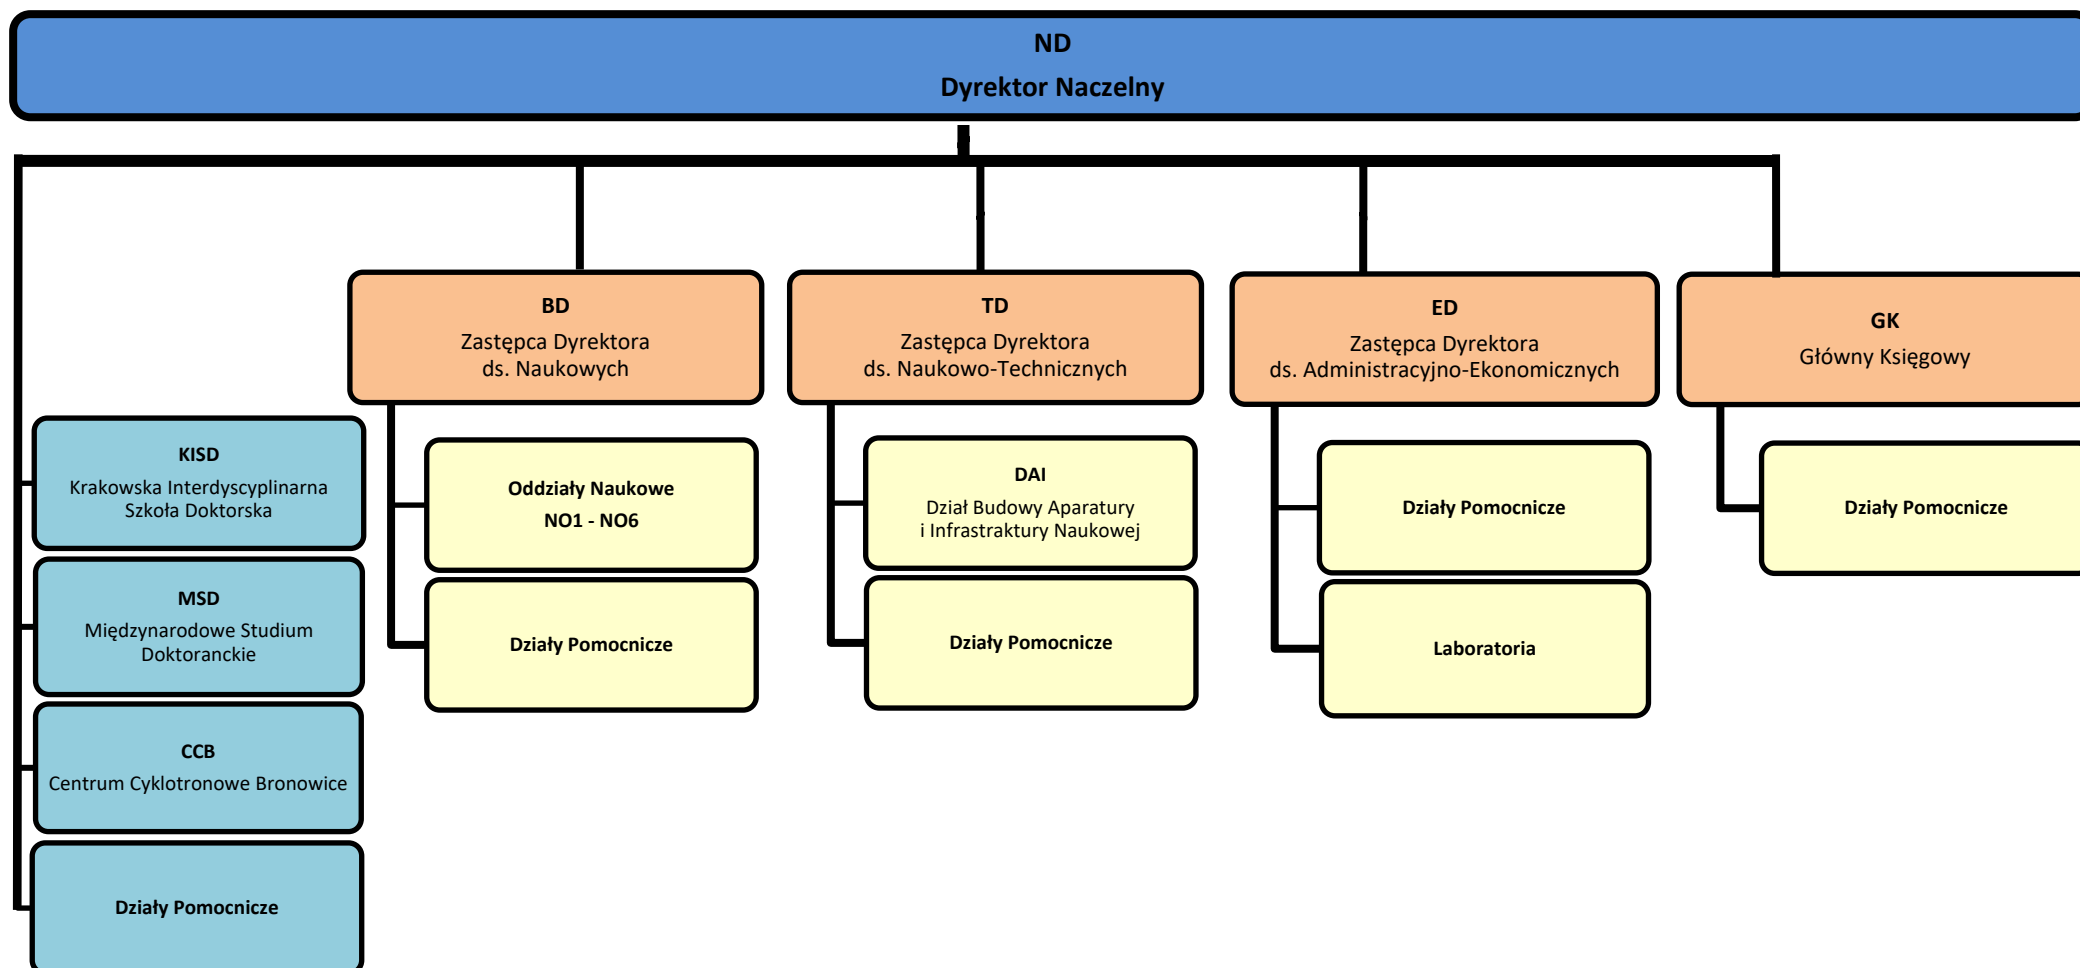 ND
Dyrektor Naczelny
BD
Zastępca Dyrektora
ds. Naukowych
TD
Zastępca Dyrektora
ds. Naukowo-Technicznych
ED
Zastępca Dyrektora
ds. Administracyjno-Ekonomicznych
GK
Główny Księgowy
KISD
Krakowska Interdyscyplinarna
Szkoła Doktorska
MSD
Międzynarodowe Studium
Doktoranckie
CCB
Centrum Cyklotronowe Bronowice
Działy Pomocnicze
Oddziały Naukowe
NO1 - NO6
Działy Pomocnicze
DAI
Dział Budowy Aparatury
i Infrastraktury Naukowej
Działy Pomocnicze
Działy Pomocnicze
Laboratoria
Działy Pomocnicze